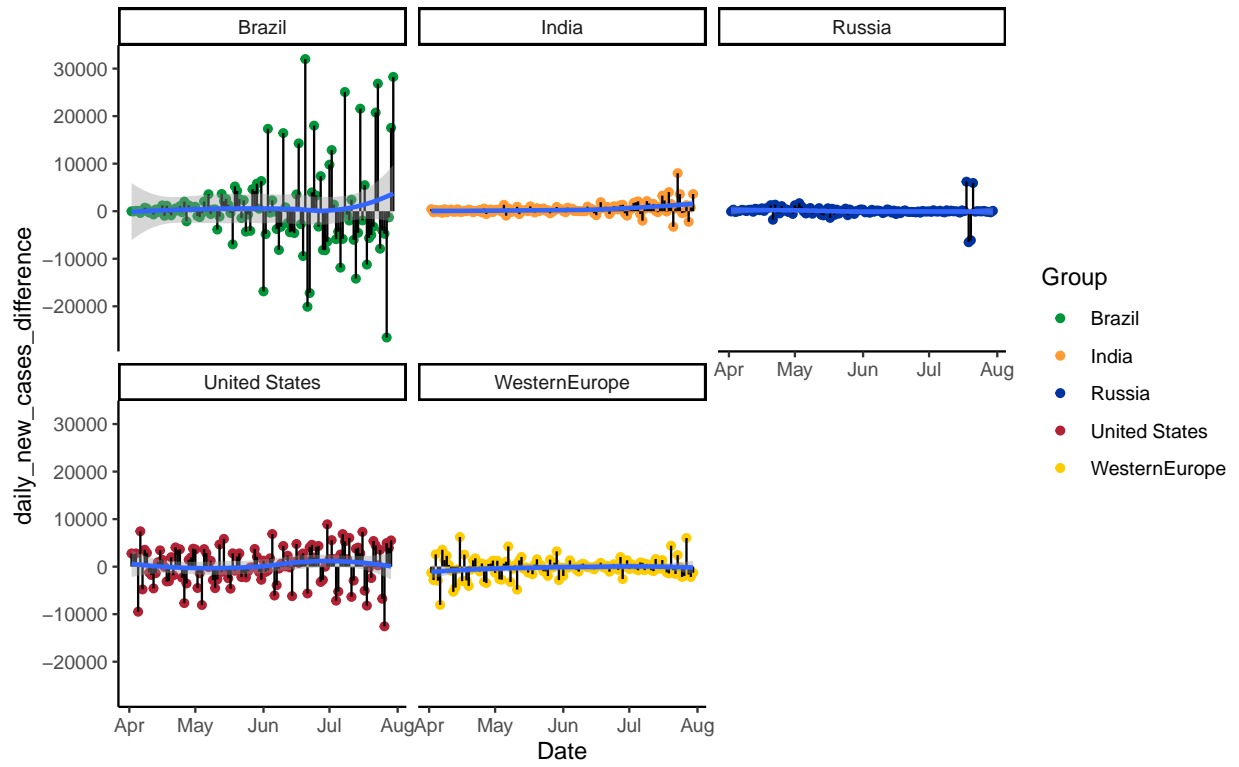 Brazil
India
Russia
30000
20000
10000
0
−10000
−20000
Apr May Jun Jul Aug
United States
WesternEurope
30000
20000
10000
0
−10000
−20000
Apr May Jun Jul Aug
Apr May Jun Jul Aug
Date
daily_new_cases_difference
Group
Brazil
India
Russia
United States
WesternEurope